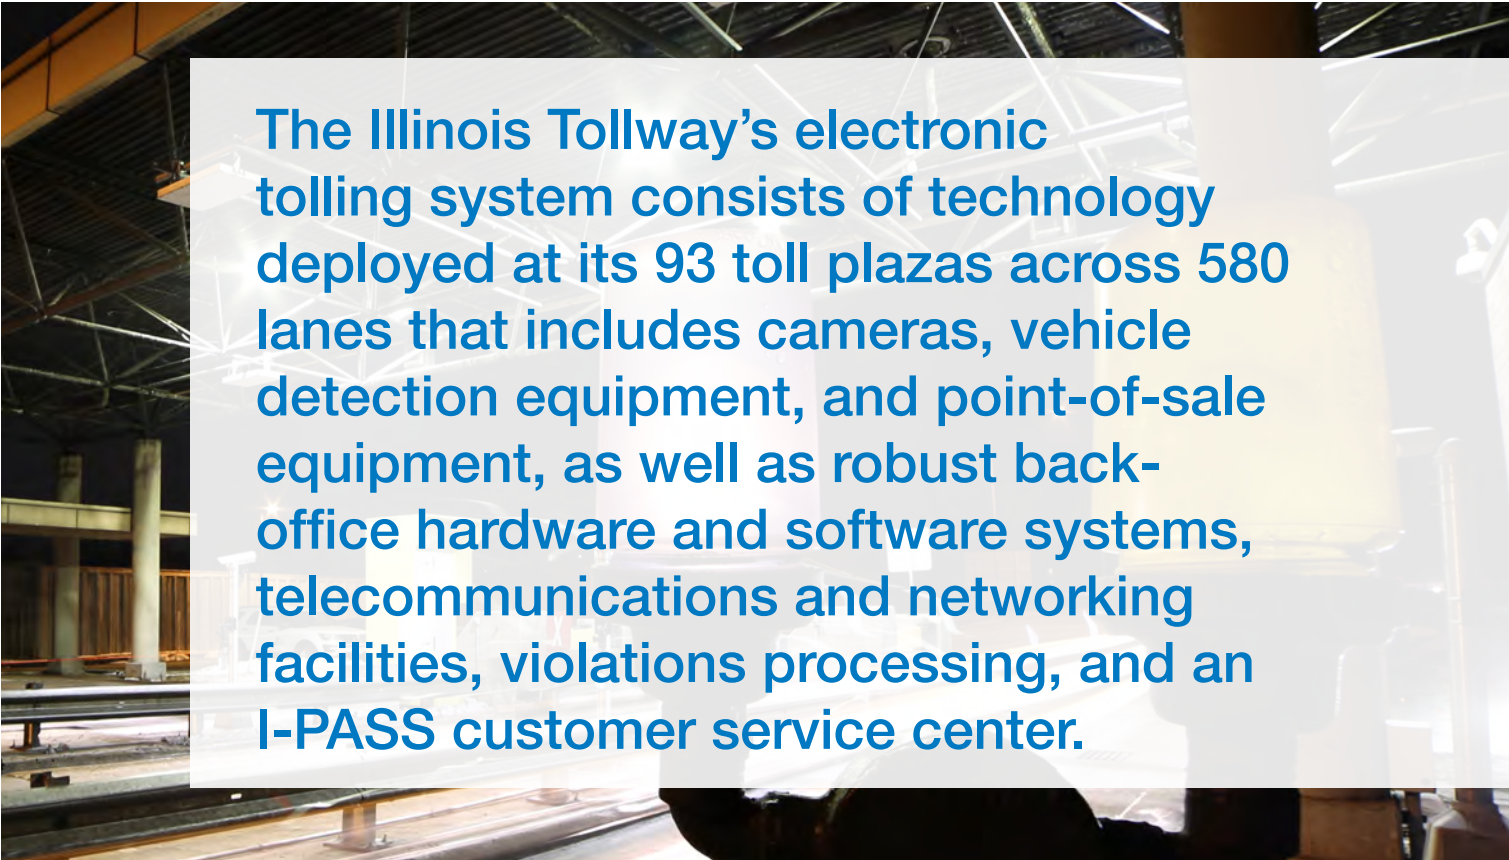 The Illinois Tollway’s electronic
tolling system consists of technology
deployed at its 93 toll plazas across 580
lanes that includes cameras, vehicle
detection equipment, and point-of-sale
equipment, as well as robust back-
office hardware and software systems,
telecommunications and networking
facilities, violations processing, and an
I-PASS customer service center.